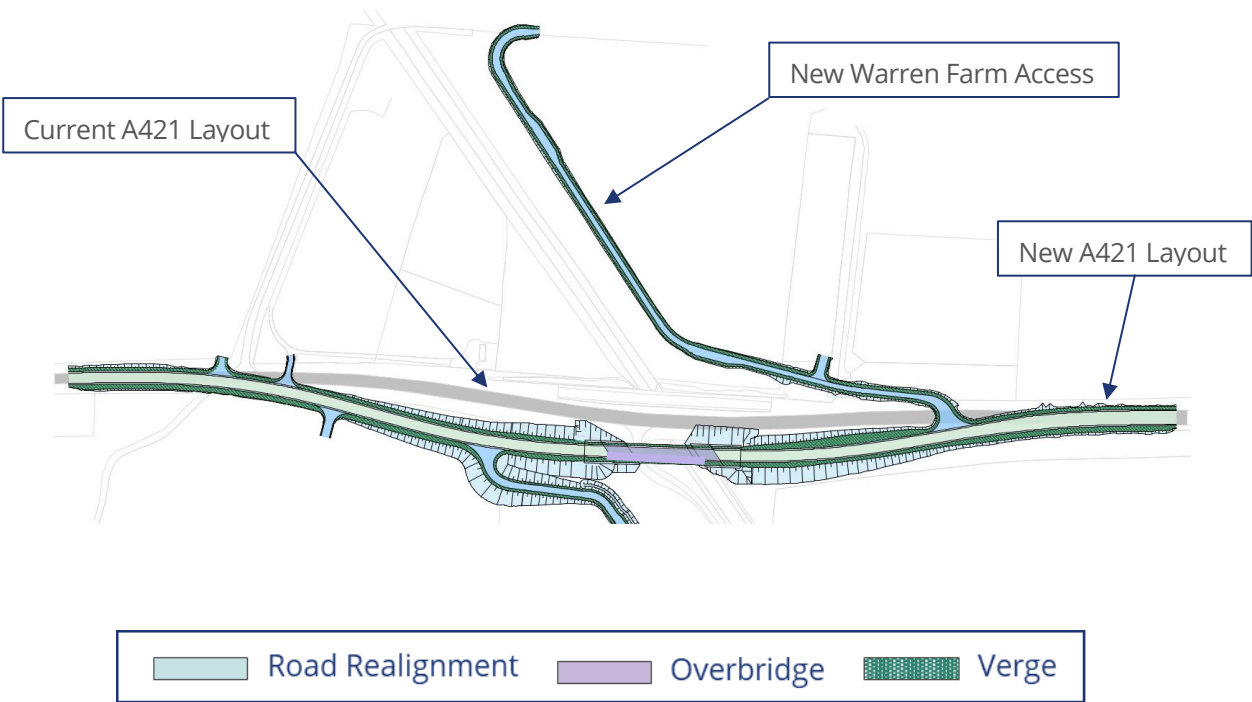 New Warren Farm Access
Current A421 Layout
New A421 Layout
Road Realignment
Overbridge
Verge